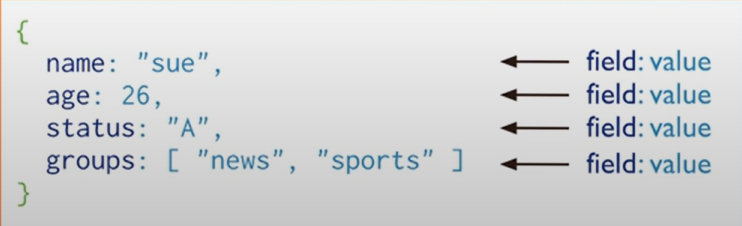 {
name: "sue", field: value
age: 26, field: value
status: "A", field: value
groups: [ "news", "sports" ] field: value
}